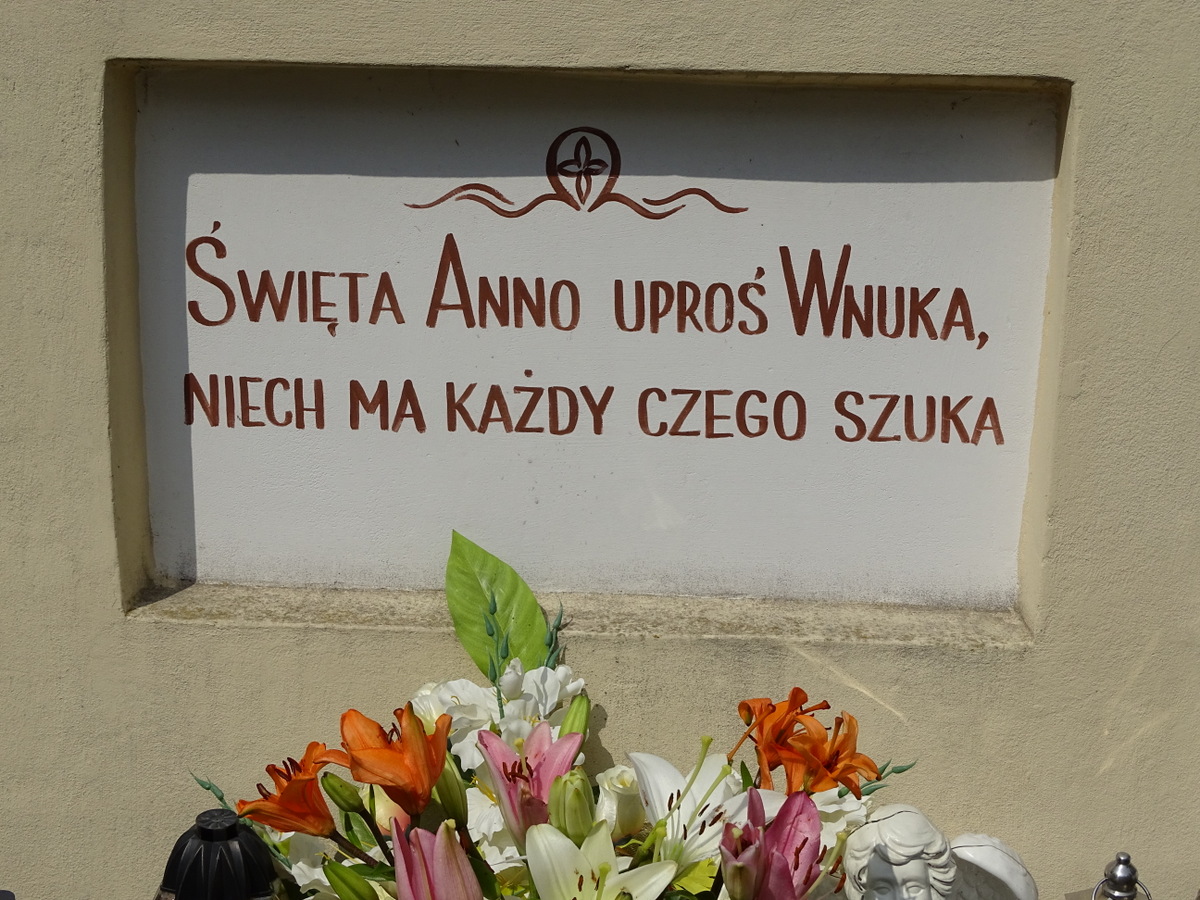 Święta Anno uproś Wnuka,
niech ma każdy czego szuka